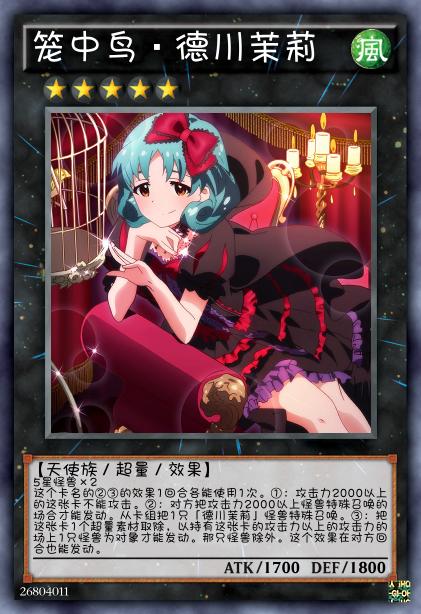 笼中鸟·德川茉莉
風
【天使族/超量/效果】
5星怪兽×2
这个卡名的②③的效果1回合各能使用1次。①:攻击力2000以上
的这张卡不能攻击。②:对方把攻击力2000以上怪兽特殊召唤的
场合才能发动。从卡组把1只「德川茉莉」怪兽特殊召唤。③:把
这张卡1个超量素材取除,以持有这张卡的攻击力以上的攻击力的
场上1只怪兽为对象才能发动。那只怪兽除外。这个效果在对方回
合也能发动。
ATK/1700 DEF/1800
26804011